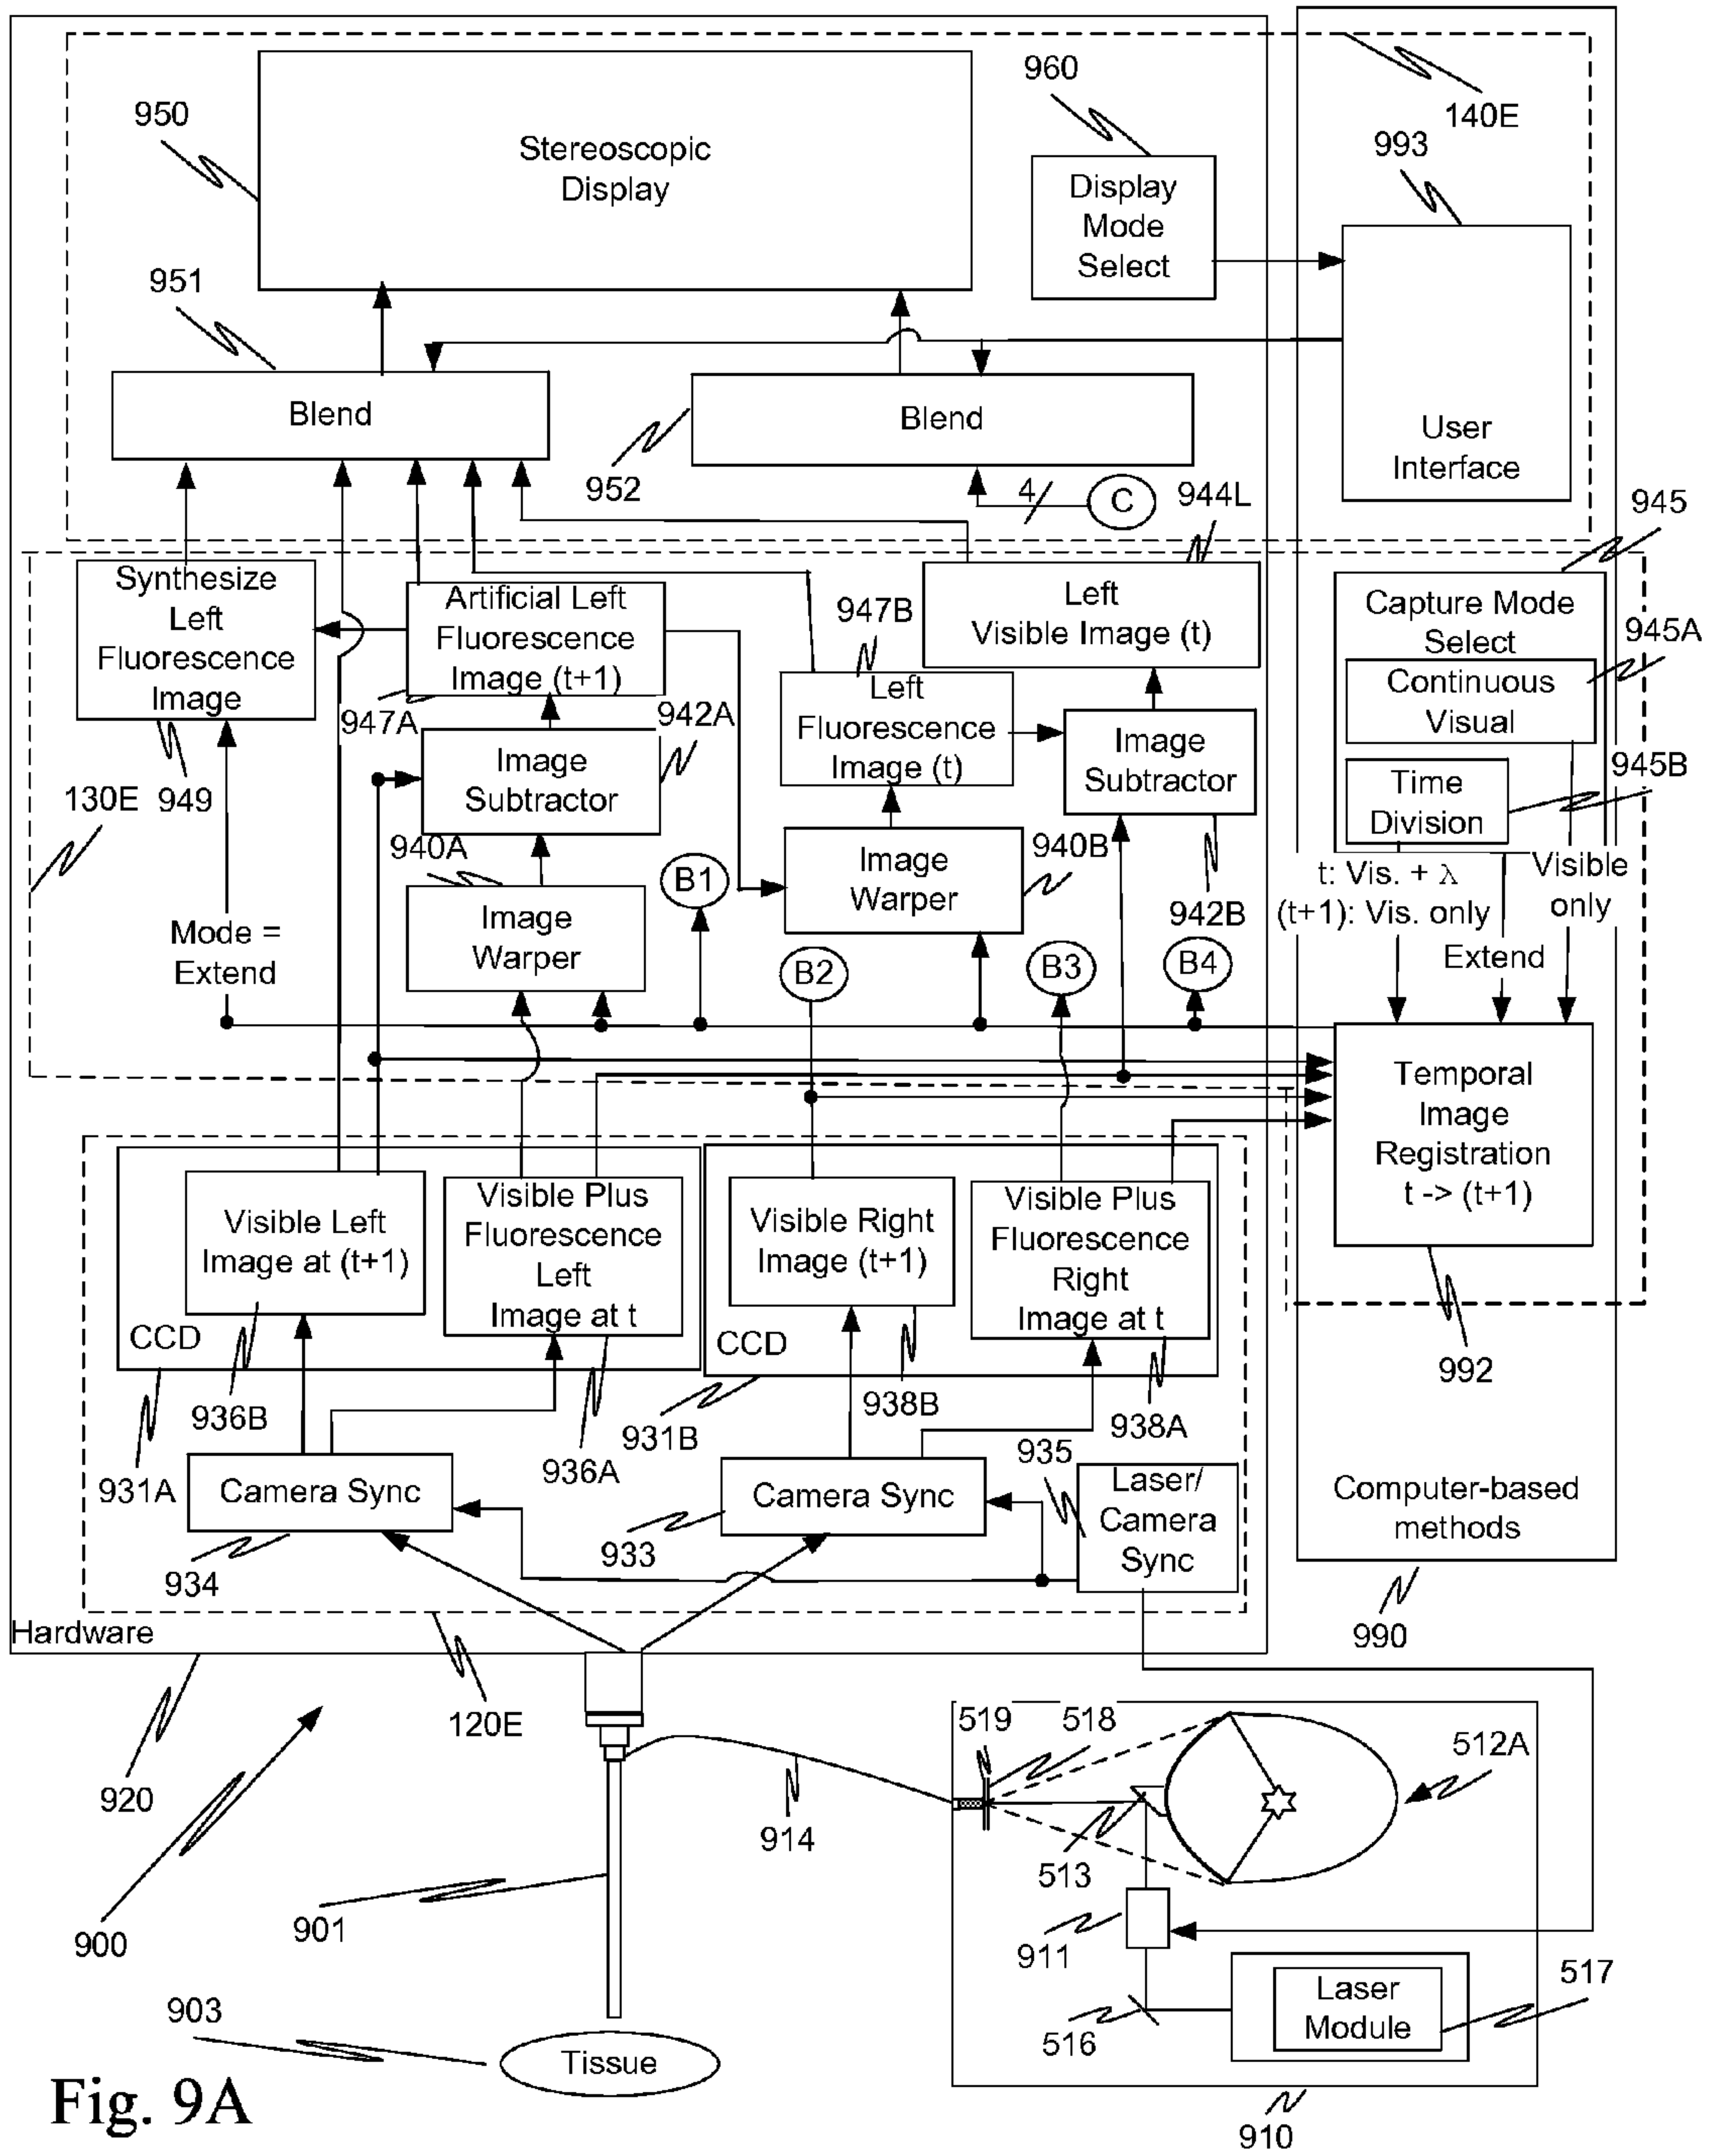 960
140E
950
993
Stereoscopic
Display
Display
Mode
Select
951
User
Interface
Blend
Blend
952
4
C
944L
945
Synthesize
Left
Fluorescence
Image
Artificial Left
Fluorescence
Image (t+1)
947B
Left
Visible Image (t)
Capture Mode
Select
945A
Continuous
Visual
Left
Fluorescence
Image (t)
947A
942A
Image
Subtractor
Image
Subtractor
945B
Time
Division
130E
949
940A
B1
Image
Warper
940B
942B
t: Vis. + λ
(t+1): Vis. only
Visible
only
Extend
Mode =
Extend
Image
Warper
B2
B3
B4
Temporal
Image
Registration
t -> (t+1)
Visible Left
Image at (t+1)
Visible Plus
Fluorescence
Left
Image at t
Visible Right
Image (t+1)
Visible Plus
Fluorescence
Right
Image at t
CCD
CCD
992
936B
938B
938A
931B
931A
936A
935
Camera Sync
Camera Sync
Laser/
Camera
Sync
Computer-based
methods
933
934
Hardware
990
120E
519
518
512A
920
914
513
901
900
911
517
Laser
Module
516
903
Tissue
Fig. 9A
910